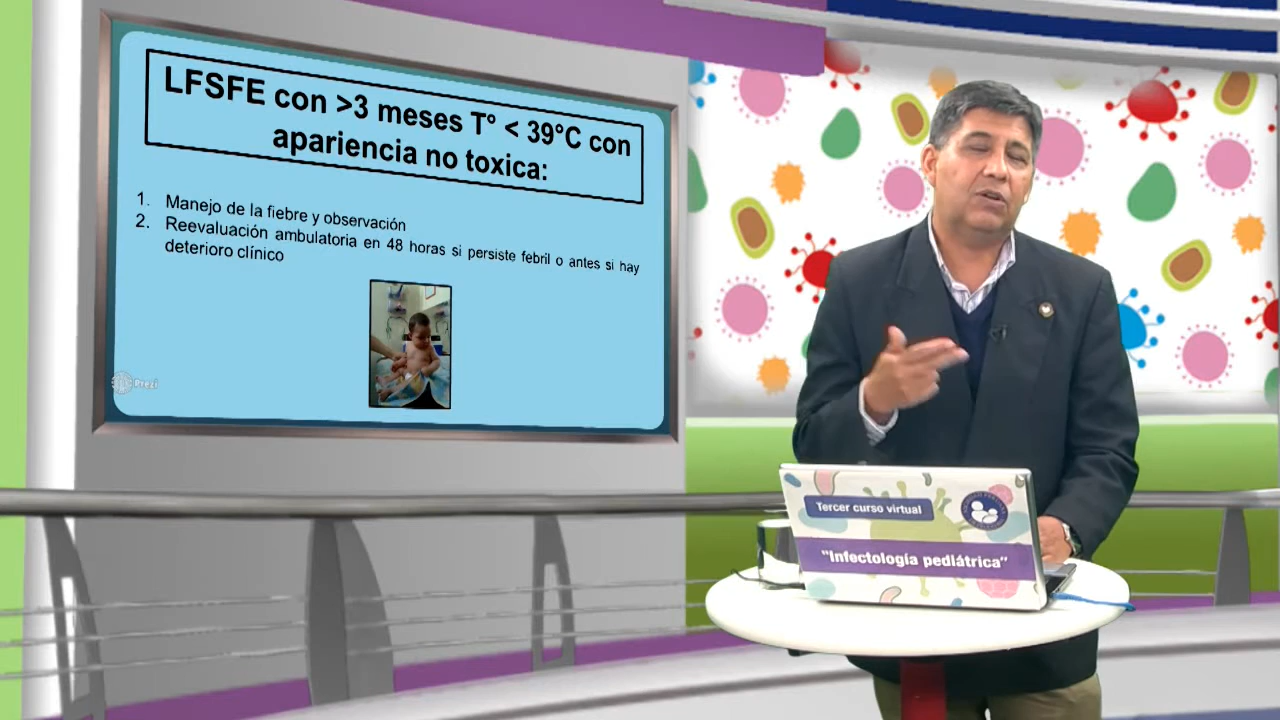 LFSFE con >3 meses T° < 39°C con
apariencia no toxica:
1. Manejo de la fiebre y observación
2. Reevaluación ambulatoria en 48 horas si persiste febril o antes si hay
deterioro clínico
Prezi
Tercer curso virtual
"Infectología pediátrica"